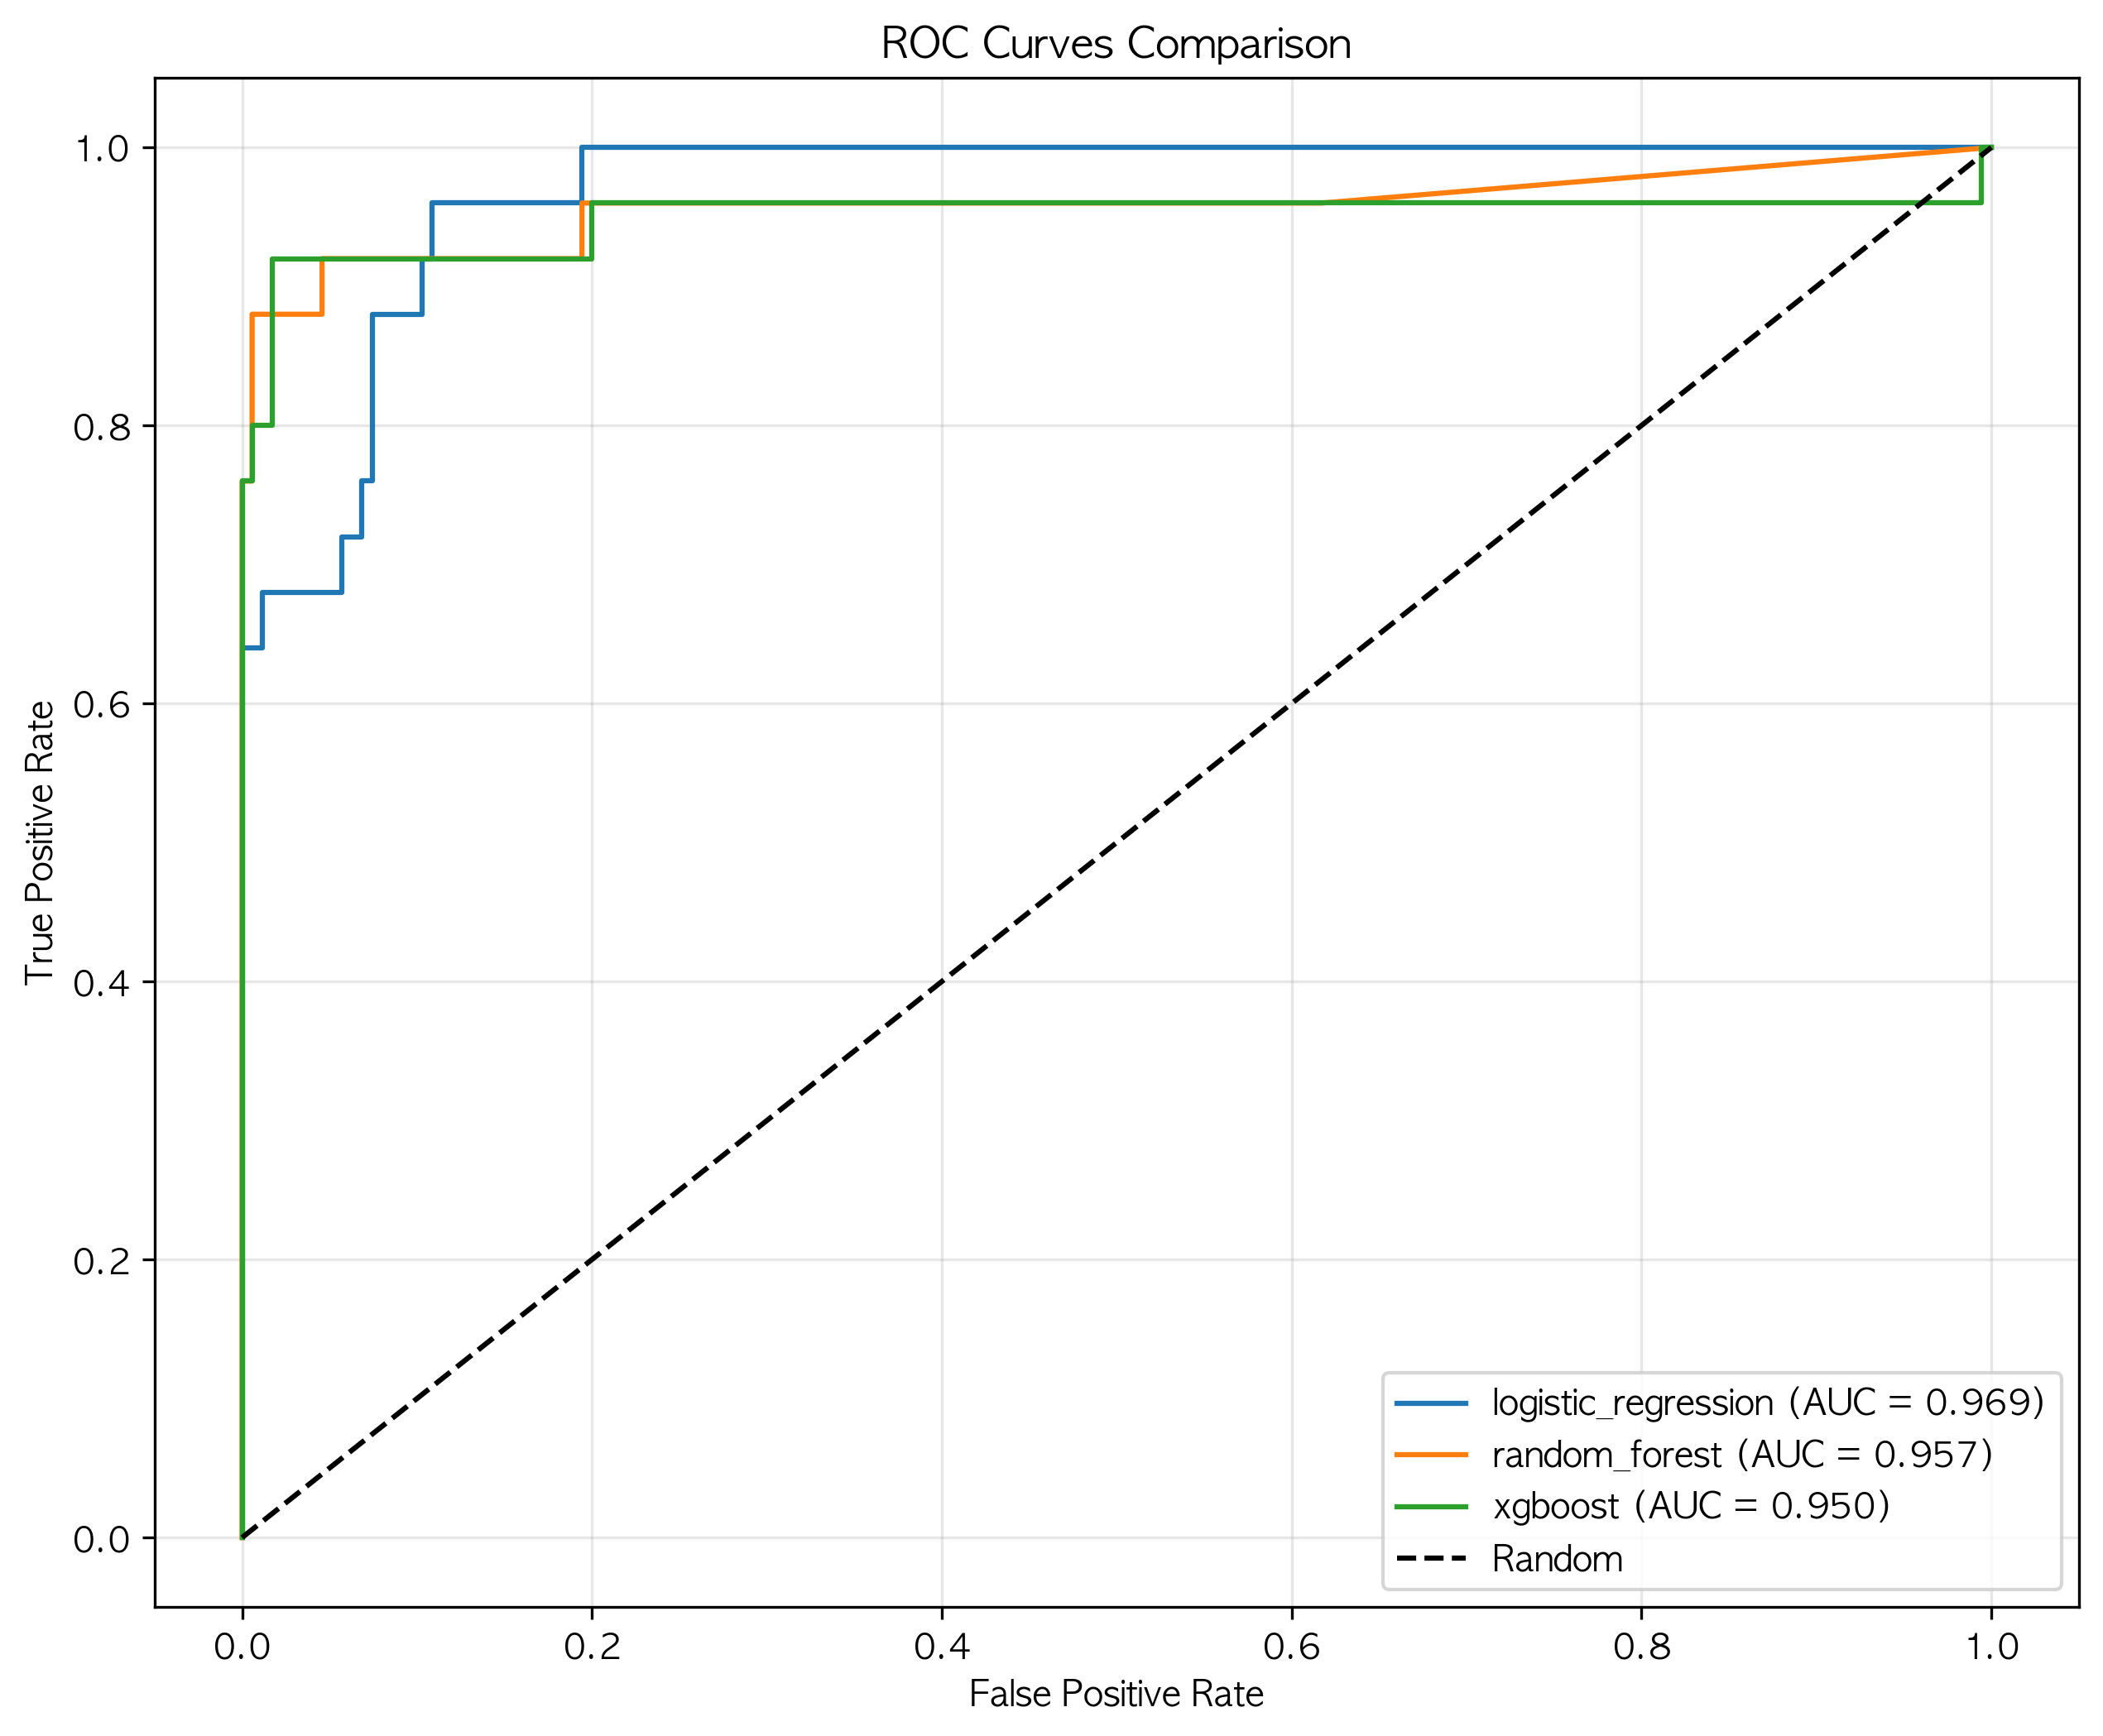 ROC Curves Comparison
True Positive Rate
1.0
0.8
0.6
0.4
0.2
0.0
0.0 0.2 0.4 0.6 0.8 1.0
False Positive Rate
logistic_regression (AUC = 0.969)
random_forest (AUC = 0.957)
xgboost (AUC = 0.950)
Random